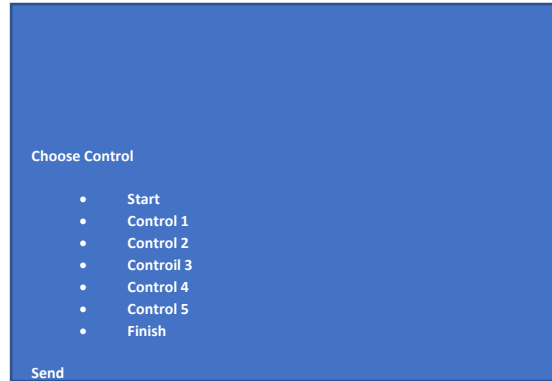 Choose Control
• Start
• Control 1
• Control 2
• Controil 3
• Control 4
• Control 5
• Finish
Send